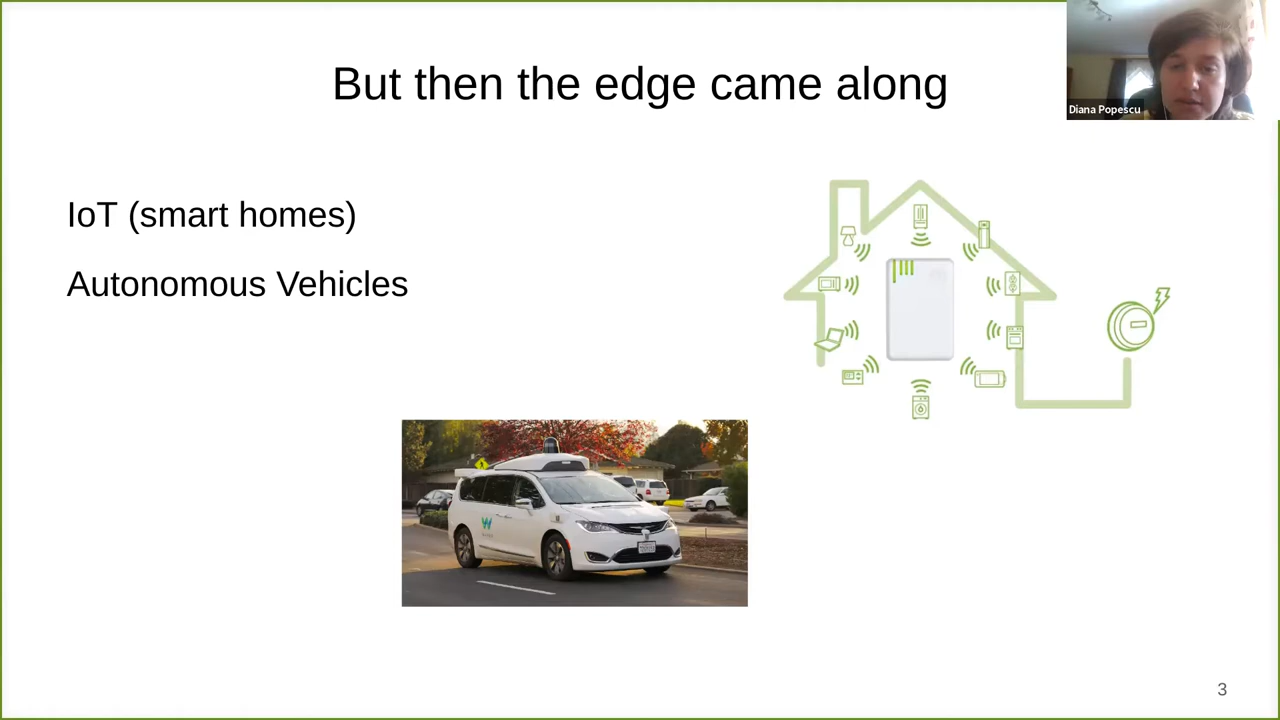 But then the edge came along
Diana Popescu
IoT (smart homes)
Autonomous Vehicles
3